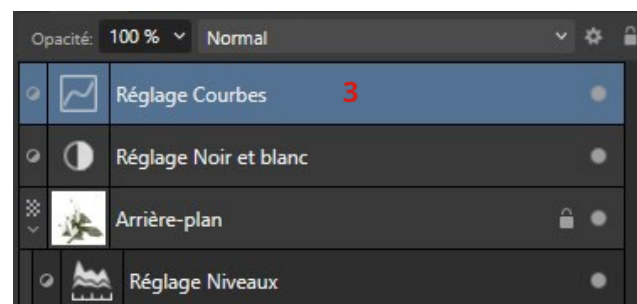 Opacité: 100 % Normal
Réglage Courbes 3
Réglage Noir et blanc
Arrière-plan
Réglage Niveaux